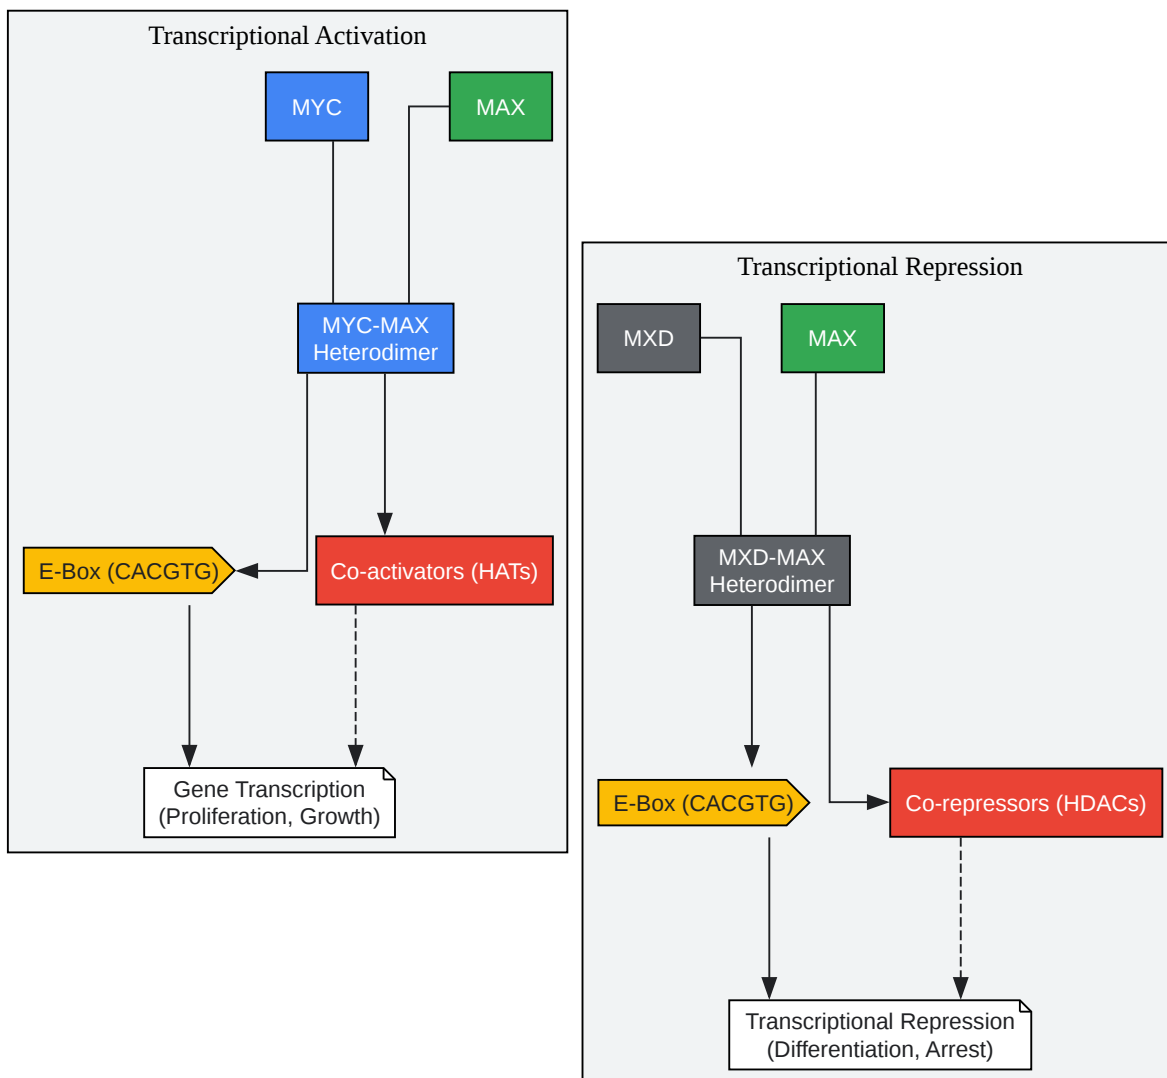 Transcriptional Activation
MYC
MAX
MYC-MAX
Heterodimer
E-Box (CACGTG)
Co-activators (HATs)
Gene Transcription
(Proliferation, Growth)
Transcriptional Repression
MXD
MAX
MXD-MAX
Heterodimer
E-Box (CACGTG)
Co-repressors (HDACs)
Transcriptional Repression
(Differentiation, Arrest)